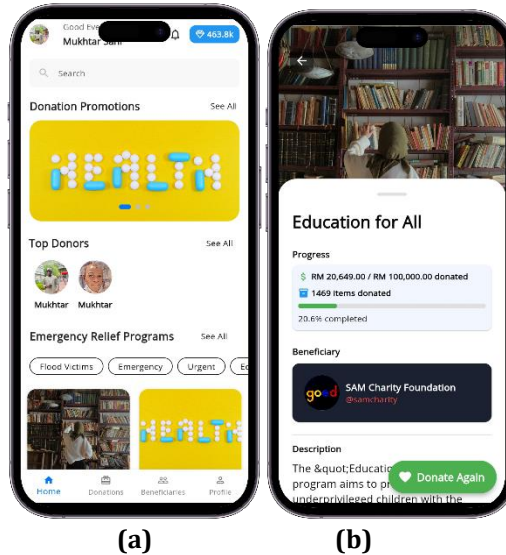 Good Eve
Mukhtar Sani
463.8k
Search
Donation Promotions
See All
HEALTH
Top Donors
See All
Mukhtar
Mukhtar
Emergency Relief Programs
See All
Flood Victims
Emergency
Urgent
Ed
HEALTH
Home
Donations
Beneficiaries
Profile
(a)
Education for All
Progress
$ RM 20,649.00 / RM 100,000.00 donated
1469 items donated
20.6% completed
Beneficiary
good
SAM Charity Foundation
@samcharity
Description
The &quot;Educatio
program aims to pr
underprivileged children with the
Donate Again
(b)